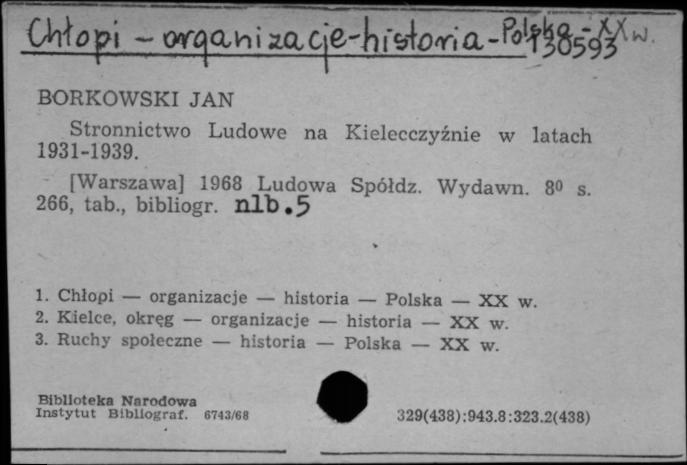 Chłopi - organizacje - historia - Polska - XX w.
130593
BORKOWSKI JAN
Stronnictwo Ludowe na Kielecczyźnie w latach
1931-1939.
[Warszawa] 1968 Ludowa Spółdz. Wydawn. 8⁰ s.
266, tab., bibliogr. nlb.5
1. Chłopi — organizacje — historia — Polska — XX w.
2. Kielce, okręg — organizacje — historia — XX w.
3. Ruchy społeczne — historia — Polska — XX w.
Biblioteka Narodowa
Instytut Bibliograf. 6743/68
329(438):943.8:323.2(438)